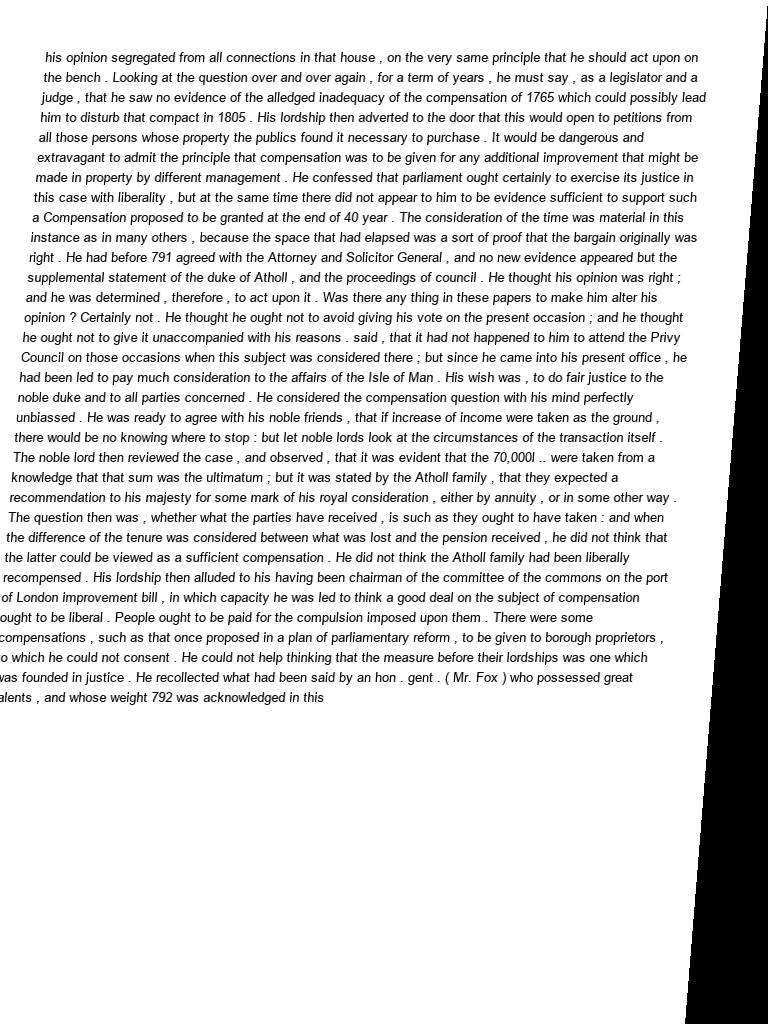 his opinion segregated from all connections in that house , on the very same principle that he should act upon on
the bench . Looking at the question over and over again , for a term of years , he must say , as a legislator and a
judge , that he saw no evidence of the alledged inadequacy of the compensation of 1765 which could possibly lead
him to disturb that compact in 1805 . His lordship then adverted to the door that this would open to petitions from
all those persons whose property the publics found it necessary to purchase . It would be dangerous and
extravagant to admit the principle that compensation was to be given for any additional improvement that might be
made in property by different management . He confessed that parliament ought certainly to exercise its justice in
this case with liberality , but at the same time there did not appear to him to be evidence sufficient to support such
a Compensation proposed to be granted at the end of 40 year . The consideration of the time was material in this
instance as in many others , because the space that had elapsed was a sort of proof that the bargain originally was
right . He had before 791 agreed with the Attorney and Solicitor General , and no new evidence appeared but the
supplemental statement of the duke of Atholl , and the proceedings of council . He thought his opinion was right ;
and he was determined , therefore , to act upon it . Was there any thing in these papers to make him alter his
opinion ? Certainly not . He thought he ought not to avoid giving his vote on the present occasion ; and he thought
he ought not to give it unaccompanied with his reasons . said , that it had not happened to him to attend the Privy
Council on those occasions when this subject was considered there ; but since he came into his present office , he
had been led to pay much consideration to the affairs of the Isle of Man . His wish was , to do fair justice to the
noble duke and to all parties concerned . He considered the compensation question with his mind perfectly
unbiassed . He was ready to agree with his noble friends , that if increase of income were taken as the ground ,
there would be no knowing where to stop : but let noble lords look at the circumstances of the transaction itself .
The noble lord then reviewed the case , and observed , that it was evident that the 70,000l .. were taken from a
knowledge that that sum was the ultimatum ; but it was stated by the Atholl family , that they expected a
recommendation to his majesty for some mark of his royal consideration , either by annuity , or in some other way .
The question then was , whether what the parties have received , is such as they ought to have taken : and when
the difference of the tenure was considered between what was lost and the pension received , he did not think that
the latter could be viewed as a sufficient compensation . He did not think the Atholl family had been liberally
recompensed . His lordship then alluded to his having been chairman of the committee of the commons on the port
of London improvement bill , in which capacity he was led to think a good deal on the subject of compensation
ought to be liberal . People ought to be paid for the compulsion imposed upon them . There were some
compensations , such as that once proposed in a plan of parliamentary reform , to be given to borough proprietors ,
o which he could not consent . He could not help thinking that the measure before their lordships was one which
was founded in justice . He recollected what had been said by an hon . gent . ( Mr. Fox ) who possessed great
alents , and whose weight 792 was acknowledged in this